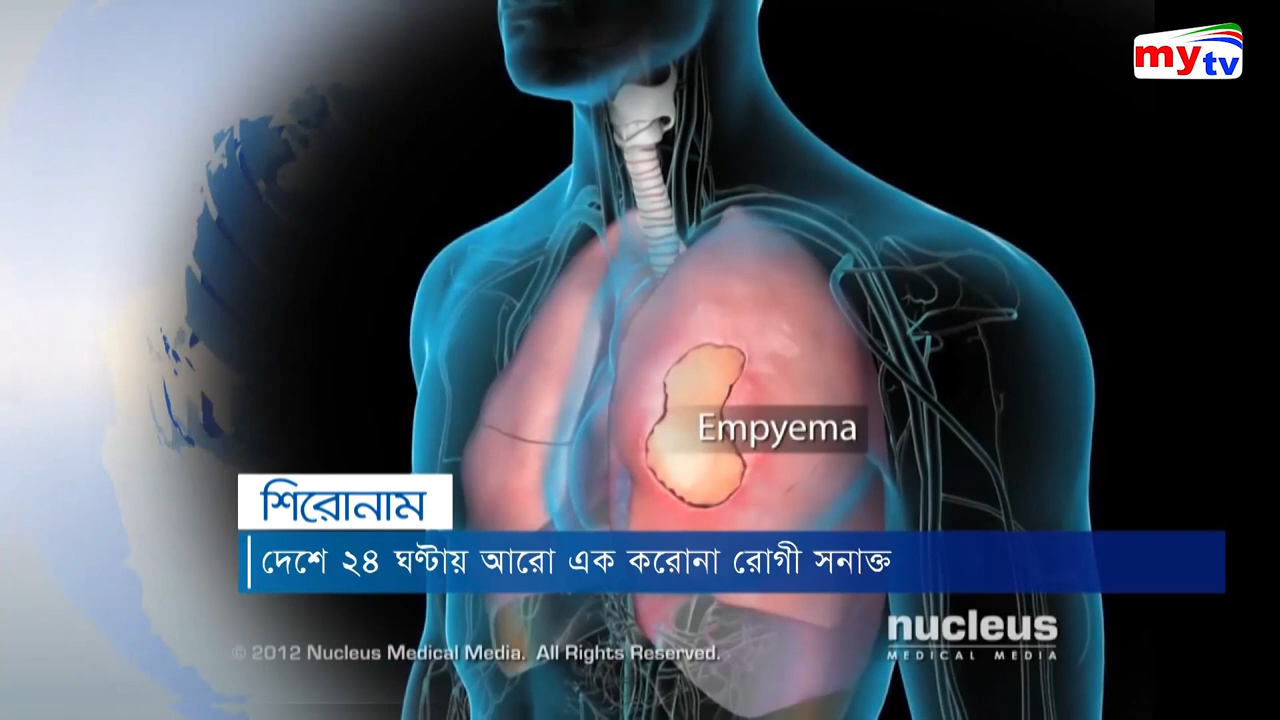 my tv
Empyema
শিরোনাম
দেশে ২৪ ঘণ্টায় আরো এক করোনা রোগী সনাক্ত
nucleus
MEDICAL MEDIA
© 2012 Nucleus Medical Media. All Rights Reserved.